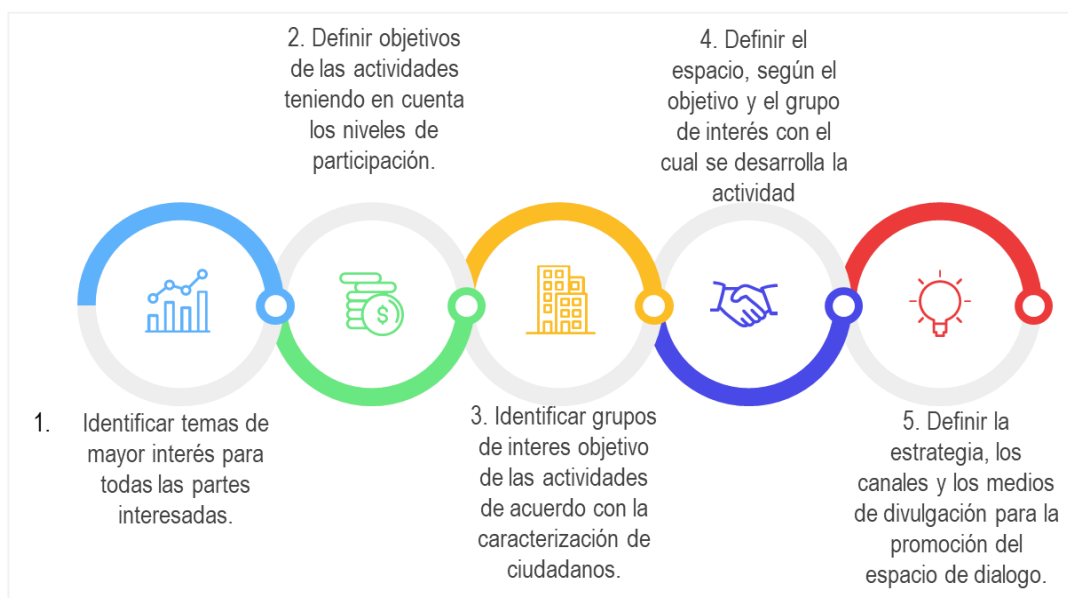 1. Identificar temas de
mayor interés para
todas las partes
interesadas.
2. Definir objetivos
de las actividades
teniendo en cuenta
los niveles de
participación.
3. Identificar grupos
de interes objetivo
de las actividades
de acuerdo con la
caracterización de
ciudadanos.
4. Definir el
espacio, según el
objetivo y el grupo
de interés con el
cual se desarrolla la
actividad
5. Definir la
estrategia, los
canales y los medios
de divulgación para la
promoción del
espacio de dialogo.
$